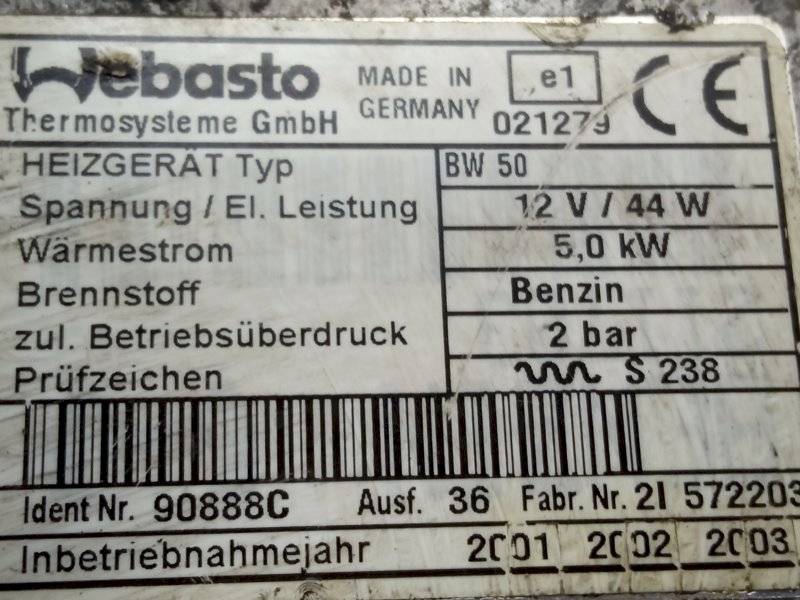 Webasto
Thermosysteme GmbH
MADE IN
GERMANY
e1
021279
CE
HEIZGERÄT Typ BW 50
Spannung / El. Leistung 12 V / 44 W
Wärmestrom 5,0 kW
Brennstoff Benzin
zul. Betriebsüberdruck 2 bar
Prüfzeichen S 238
Ident Nr. 90888C Ausf. 36 Fabr. Nr. 2I 572203
Inbetriebnahmejahr 2001 2002 2003